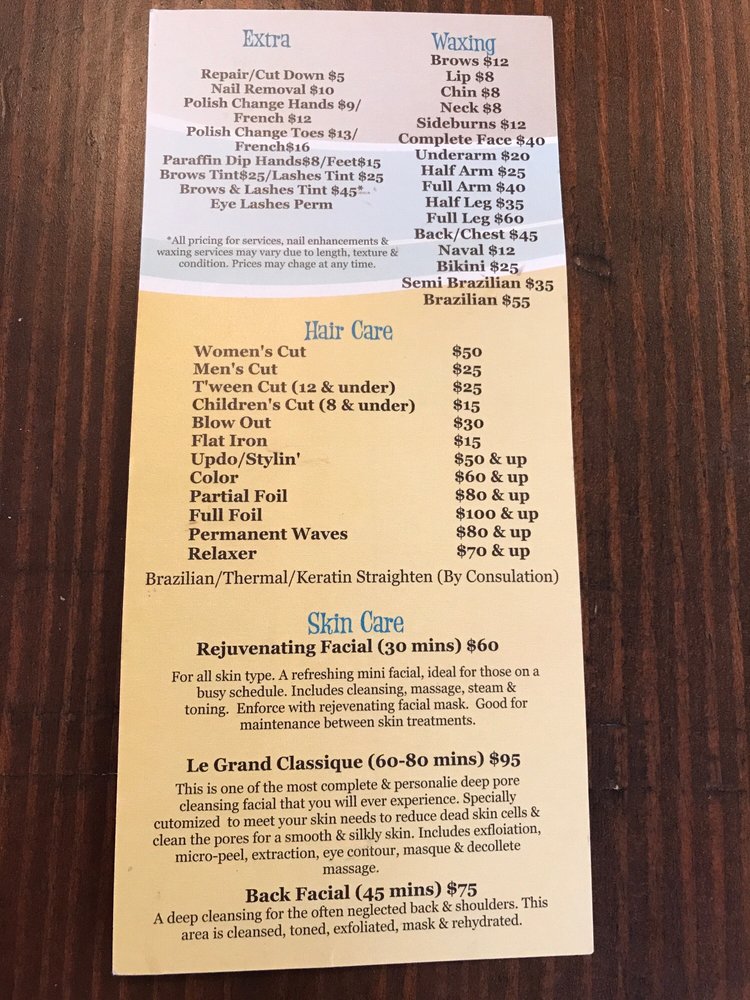 Extra
Repair/Cut Down $5
Nail Removal $10
Polish Change Hands $9/
French $12
Polish Change Toes $13/
French$16
Paraffin Dip Hands$8/Feet$15
Brows Tint$25/Lashes Tint $25
Brows & Lashes Tint $45*
Eye Lashes Perm
*All pricing for services, nail enhancements &
waxing services may vary due to length, texture &
condition. Prices may chage at any time.
Waxing
Brows $12
Lip $8
Chin $8
Neck $8
Sideburns $12
Complete Face $40
Underarm $20
Half Arm $25
Full Arm $40
Half Leg $35
Full Leg $60
Back/Chest $45
Naval $12
Bikini $25
Semi Brazilian $35
Brazilian $55
Hair Care
Women's Cut $50
Men's Cut $25
T'ween Cut (12 & under) $25
Children's Cut (8 & under) $15
Blow Out $30
Flat Iron $15
Updo/Stylin' $50 & up
Color $60 & up
Partial Foil $80 & up
Full Foil $100 & up
Permanent Waves $80 & up
Relaxer $70 & up
Brazilian/Thermal/Keratin Straighten (By Consulation)
Skin Care
Rejuvenating Facial (30 mins) $60
For all skin type. A refreshing mini facial, ideal for those on a
busy schedule. Includes cleansing, massage, steam &
toning. Enforce with rejevenating facial mask. Good for
maintenance between skin treatments.
Le Grand Classique (60-80 mins) $95
This is one of the most complete & personalie deep pore
cleansing facial that you will ever experience. Specially
cutomized to meet your skin needs to reduce dead skin cells &
clean the pores for a smooth & silkly skin. Includes exfloiation,
micro-peel, extraction, eye contour, masque & decollete
massage.
Back Facial (45 mins) $75
A deep cleansing for the often neglected back & shoulders. This
area is cleansed, toned, exfoliated, mask & rehydrated.